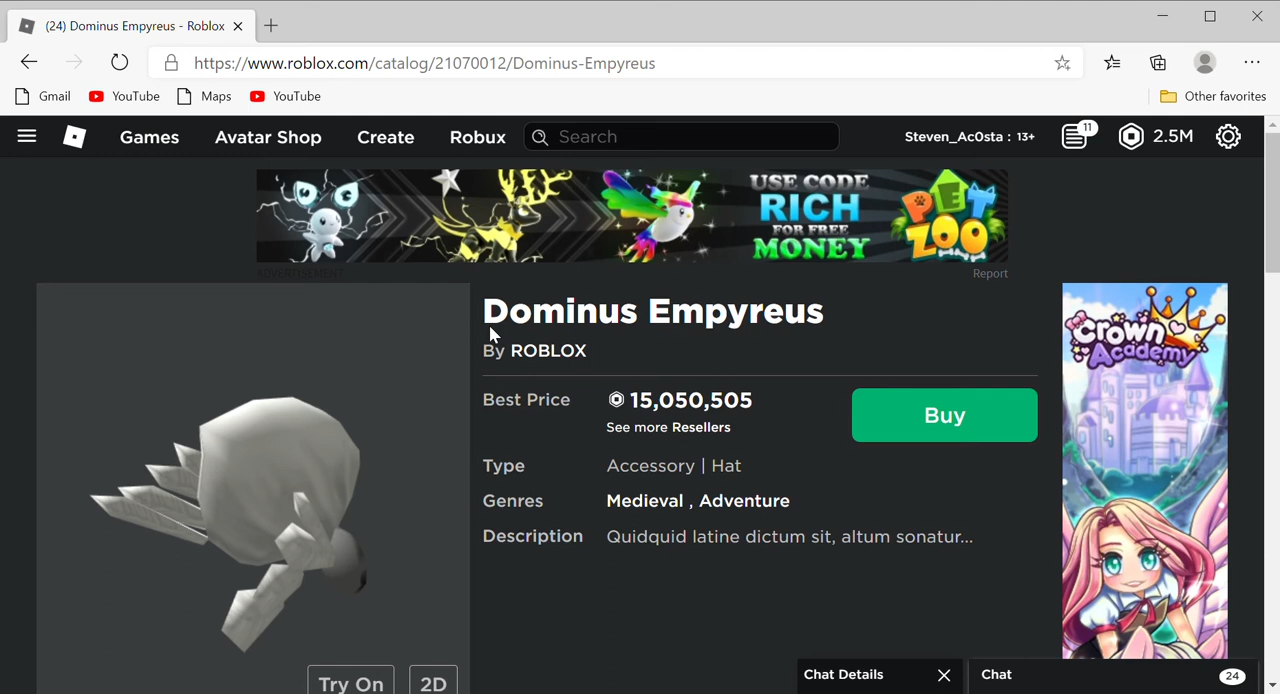 (24) Dominus Empyreus - Roblox
https://www.roblox.com/catalog/21070012/Dominus-Empyreus
Gmail YouTube Maps YouTube Other favorites
Games Avatar Shop Create Robux Search Steven_Ac0sta : 13+ 11 2.5M
USE CODE
RICH
FOR FREE
MONEY
PET
ZOO
ADVERTISEMENT Report
Dominus Empyreus
By ROBLOX
Best Price 15,050,505
See more Resellers
Buy
Type Accessory | Hat
Genres Medieval , Adventure
Description Quidquid latine dictum sit, altum sonatur...
Crown
Academy
Try On 2D
Chat Details Chat 24